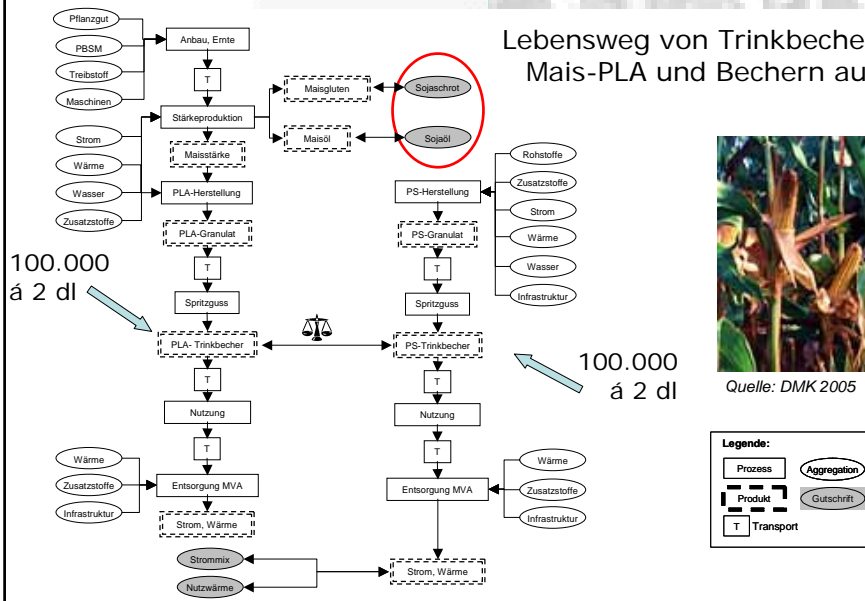 Lebensweg von Trinkbeche
Mais-PLA und Bechern au
Pflanzgut
PBSM
Treibstoff
Maschinen
Anbau, Ernte
T
Stärkeproduktion
Maisgluten
Sojaschrot
Maisöl
Sojaöl
Strom
Wärme
Wasser
Zusatzstoffe
Maisstärke
PLA-Herstellung
PLA-Granulat
T
Spritzguss
100.000
á 2 dl
PLA- Trinkbecher
T
Nutzung
T
Wärme
Zusatzstoffe
Infrastruktur
Entsorgung MVA
Strom, Wärme
Strommix
Nutzwärme
Rohstoffe
Zusatzstoffe
Strom
Wärme
Wasser
Infrastruktur
PS-Herstellung
PS-Granulat
T
Spritzguss
PS-Trinkbecher
100.000
á 2 dl
T
Nutzung
T
Entsorgung MVA
Wärme
Zusatzstoffe
Infrastruktur
Strom, Wärme
Quelle: DMK 2005
Legende:
Prozess
Aggregation
Produkt
Gutschrift
T Transport